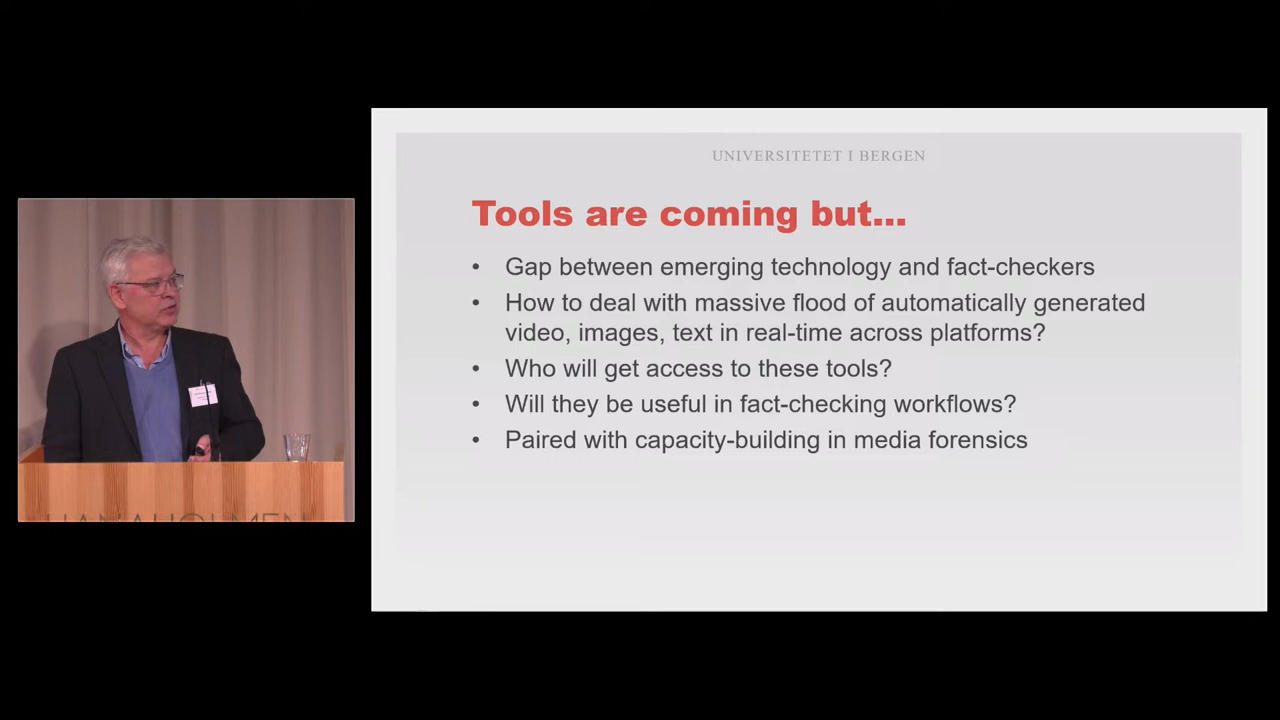 UNIVERSITETET I BERGEN
Tools are coming but...
• Gap between emerging technology and fact-checkers
• How to deal with massive flood of automatically generated
video, images, text in real-time across platforms?
• Who will get access to these tools?
• Will they be useful in fact-checking workflows?
• Paired with capacity-building in media forensics
HANAHOLMEN